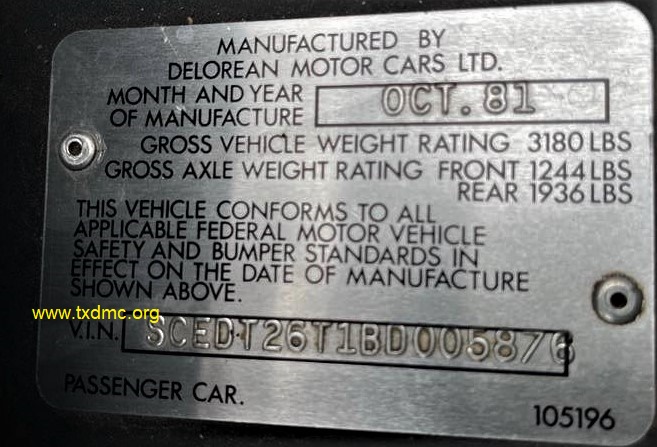 MANUFACTURED BY
DELOREAN MOTOR CARS LTD.
MONTH AND YEAR
OF MANUFACTURE
OCT. 81
GROSS VEHICLE WEIGHT RATING 3180 LBS
GROSS AXLE WEIGHT RATING FRONT 1244 LBS
REAR 1936 LBS
THIS VEHICLE CONFORMS TO ALL
APPLICABLE FEDERAL MOTOR VEHICLE
SAFETY AND BUMPER STANDARDS IN
EFFECT ON THE DATE OF MANUFACTURE
SHOWN ABOVE.
www.txdmc.org
V.I.N. SCEDT26T1BD005876
PASSENGER CAR.
105196